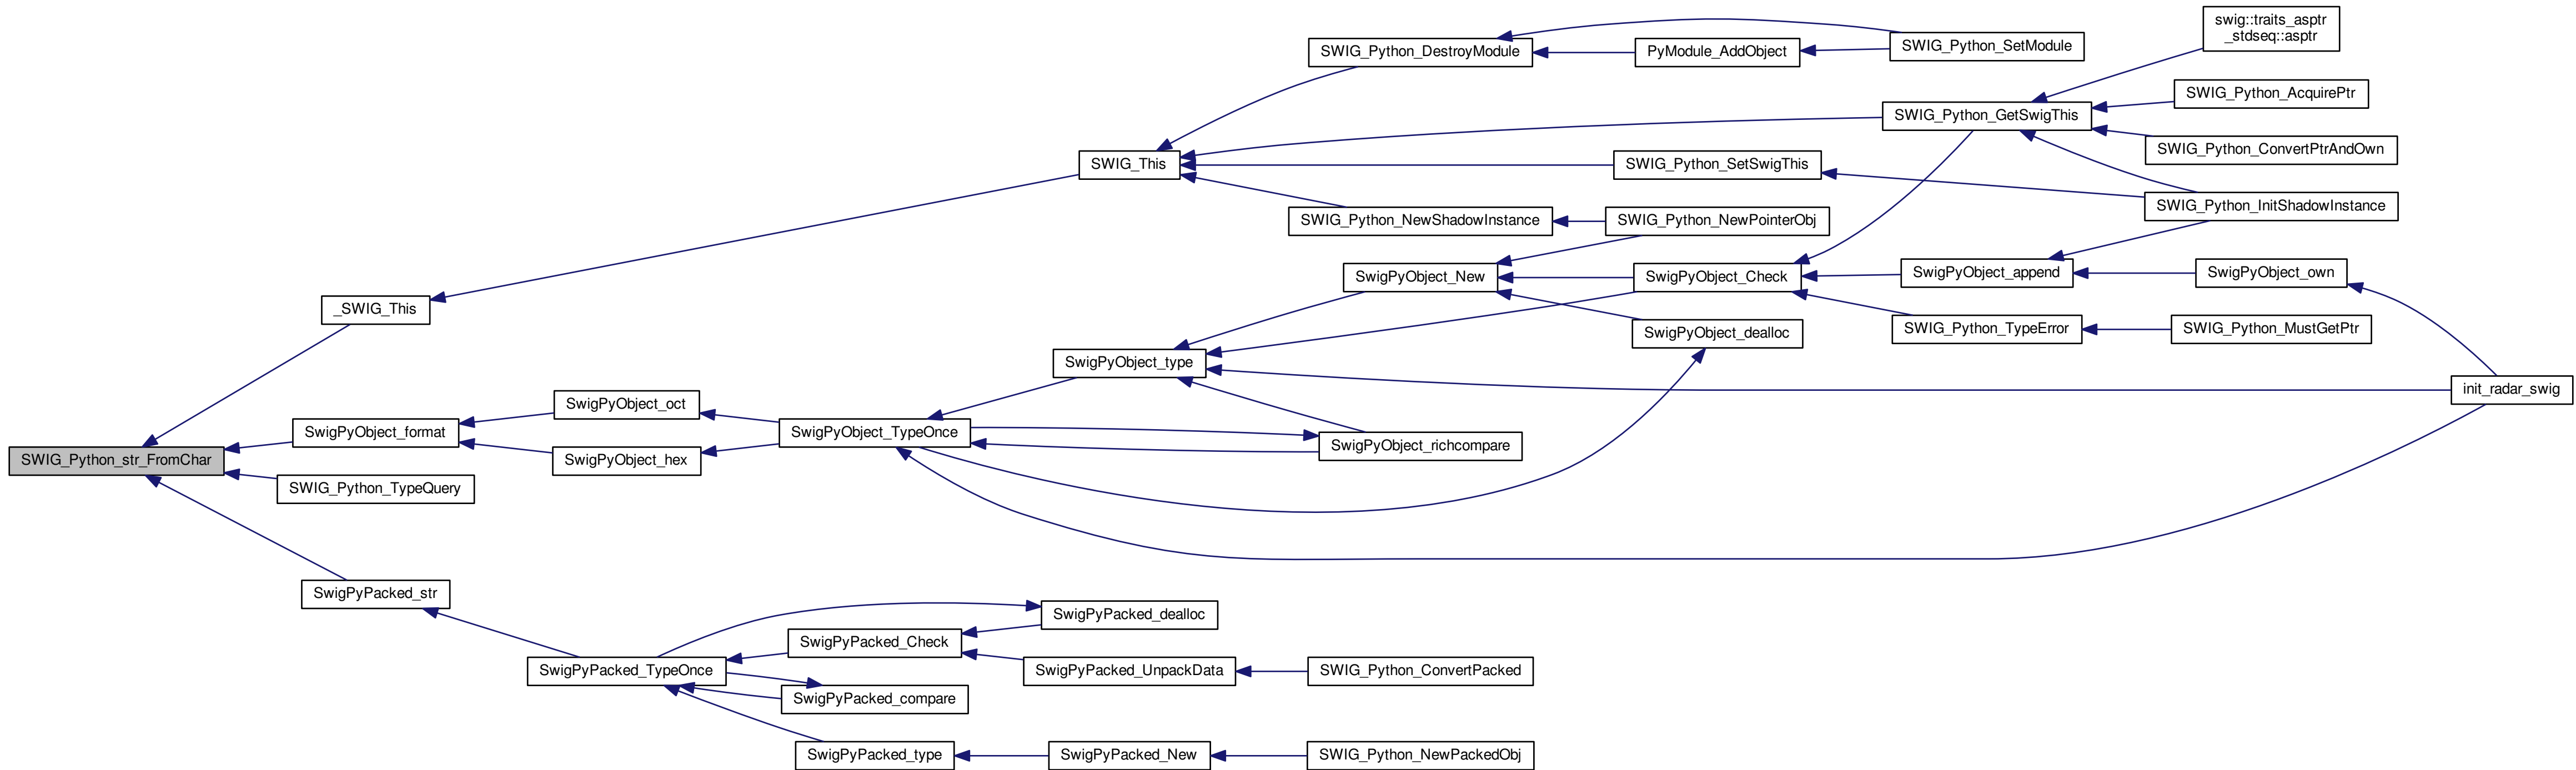 SWIG_Python_str_FromChar
_SWIG_This
SwigPyObject_format
SWIG_Python_TypeQuery
SwigPyPacked_str
SwigPyObject_oct
SwigPyObject_hex
SwigPyPacked_TypeOnce
SwigPyObject_TypeOnce
SwigPyPacked_Check
SwigPyPacked_compare
SwigPyPacked_type
SWIG_This
SwigPyObject_type
SwigPyPacked_dealloc
SwigPyPacked_UnpackData
SwigPyPacked_New
SWIG_Python_DestroyModule
SWIG_Python_NewShadowInstance
SwigPyObject_New
SwigPyObject_richcompare
SWIG_Python_ConvertPacked
SWIG_Python_NewPackedObj
PyModule_AddObject
SWIG_Python_SetSwigThis
SWIG_Python_NewPointerObj
SwigPyObject_Check
SwigPyObject_dealloc
SWIG_Python_SetModule
SWIG_Python_GetSwigThis
SwigPyObject_append
SWIG_Python_TypeError
swig::traits_asptr
_stdseq::asptr
SWIG_Python_AcquirePtr
SWIG_Python_ConvertPtrAndOwn
SWIG_Python_InitShadowInstance
SwigPyObject_own
SWIG_Python_MustGetPtr
init_radar_swig